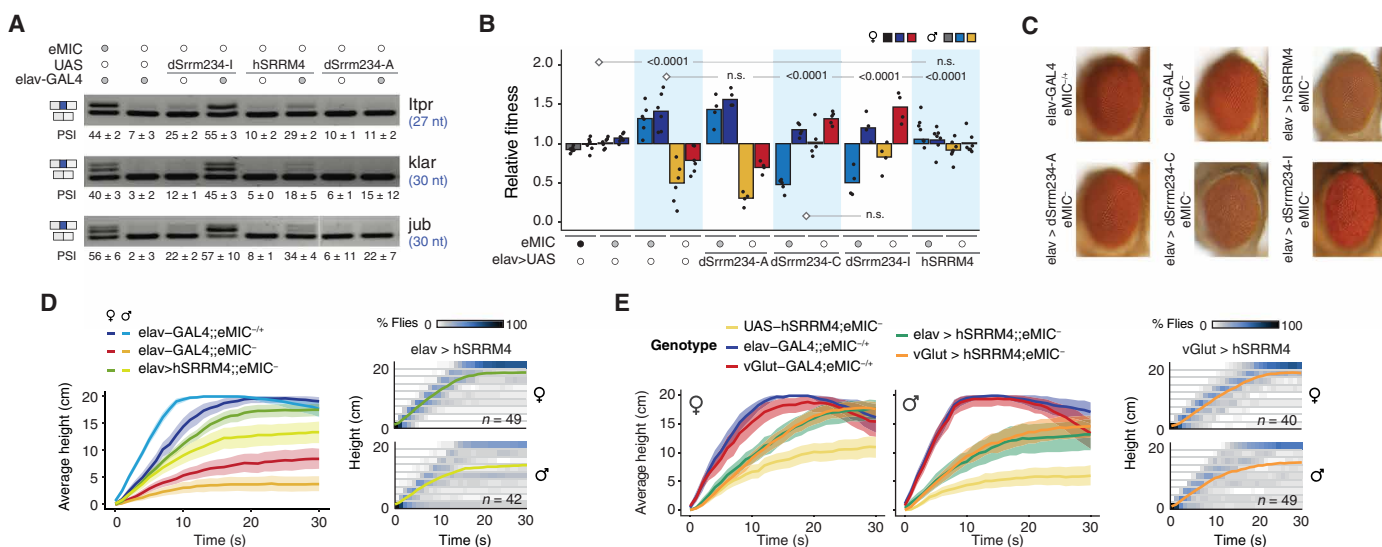 A
eMIC
UAS dSrrm234-I hSRRM4 dSrrm234-A
elav-GAL4
ltpr
(27 nt)
PSI 44 ± 2 7 ± 3 25 ± 2 55 ± 3 10 ± 2 29 ± 2 10 ± 1 11 ± 2
klar
(30 nt)
PSI 40 ± 3 3 ± 2 12 ± 1 45 ± 3 5 ± 0 18 ± 5 6 ± 1 15 ± 12
jub
(30 nt)
PSI 56 ± 6 2 ± 2 22 ± 2 57 ± 10 8 ± 1 34 ± 4 6 ± 11 22 ± 7
B
♀ ♂
Relative fitness
2.0
1.5
1.0
0.5
0.0
<0.0001 n.s.
n.s. <0.0001 <0.0001 <0.0001
n.s.
eMIC
elav>UAS
dSrrm234-A dSrrm234-C dSrrm234-I hSRRM4
C
elav-GAL4
eMIC−/+
elav-GAL4
eMIC−
elav > hSRRM4
eMIC−
elav > dSrrm234-A
eMIC−
elav > dSrrm234-C
eMIC−
elav > dSrrm234-I
eMIC−
D
♀ ♂
elav−GAL4;;eMIC−/+
elav−GAL4;;eMIC−
elav>hSRRM4;;eMIC−
Average height (cm)
20
15
10
5
0
0 10 20 30
Time (s)
% Flies 0 100
elav > hSRRM4
20
0
n = 49
♀
20
0
n = 42
♂
Height (cm)
0 10 20 30
Time (s)
E
Genotype
UAS−hSRRM4;eMIC−
elav−GAL4;;eMIC−/+
vGlut−GAL4;eMIC−/+
elav > hSRRM4;;eMIC−
vGlut > hSRRM4;eMIC−
Average height (cm)
♀
20
15
10
5
0
0 10 20 30
Time (s)
♂
20
15
10
5
0
0 10 20 30
Time (s)
% Flies 0 100
vGlut > hSRRM4
20
0
n = 40
♀
20
0
n = 49
♂
Height (cm)
0 10 20 30
Time (s)